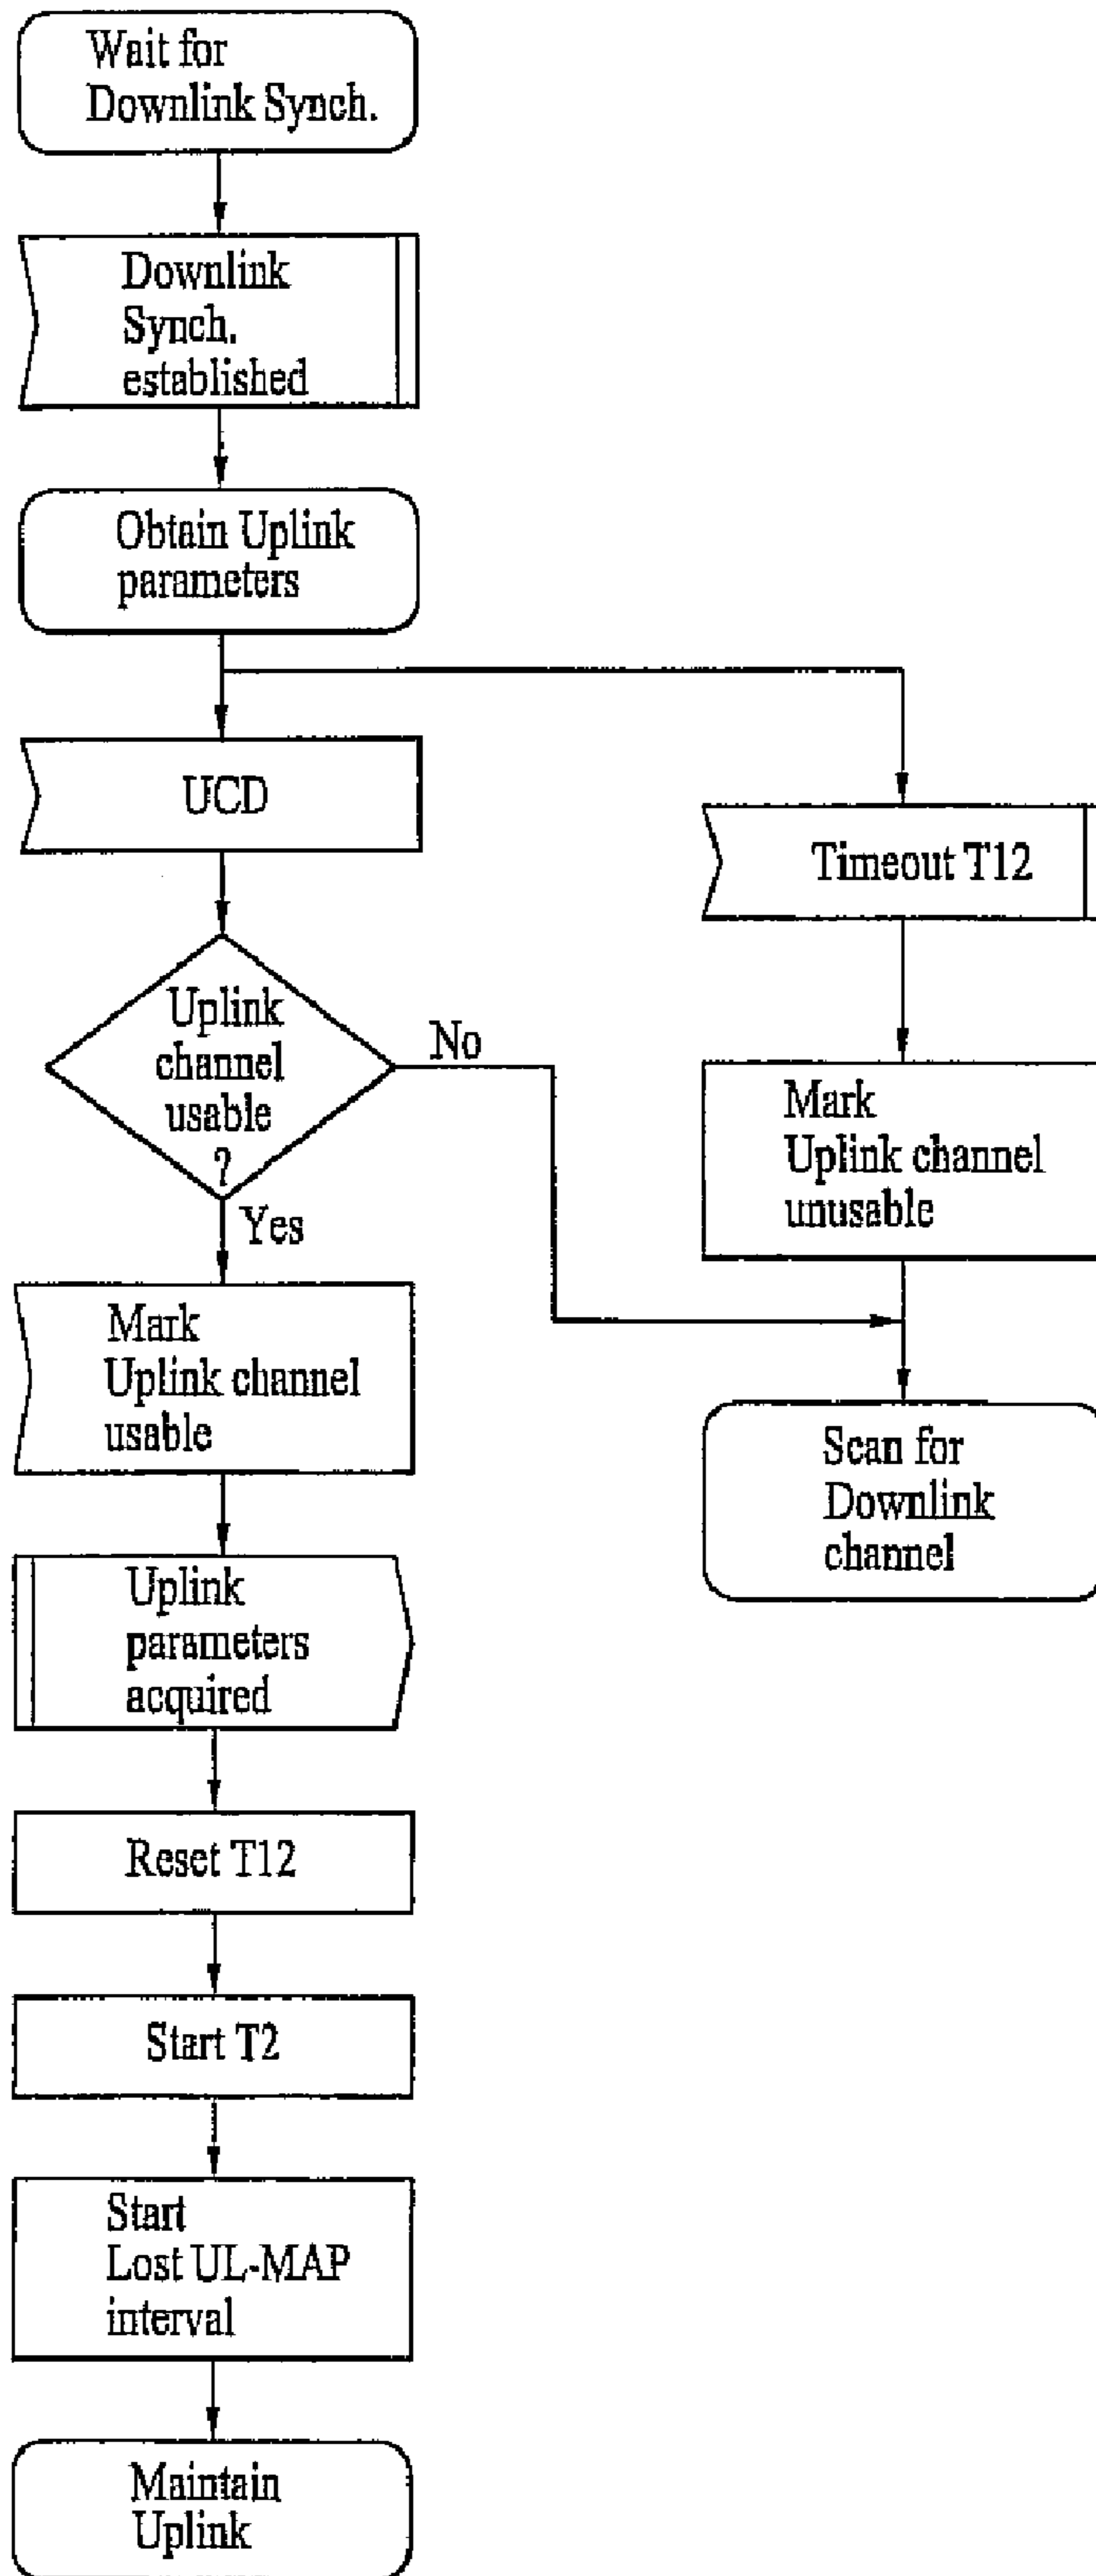 Wait for
Downlink Synch.
Downlink
Synch.
established
Obtain Uplink
parameters
UCD
Timeout T12
Uplink
channel
usable
?
No
Yes
Mark
Uplink channel
unusable
Mark
Uplink channel
usable
Scan for
Downlink
channel
Uplink
parameters
acquired
Reset T12
Start T2
Start
Lost UL-MAP
interval
Maintain
Uplink